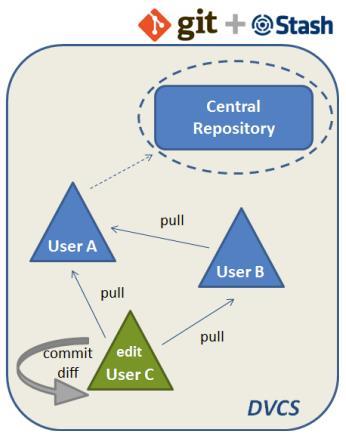 git + Stash
Central
Repository
pull
User A
User B
pull
pull
commit
diff
edit
User C
DVCS